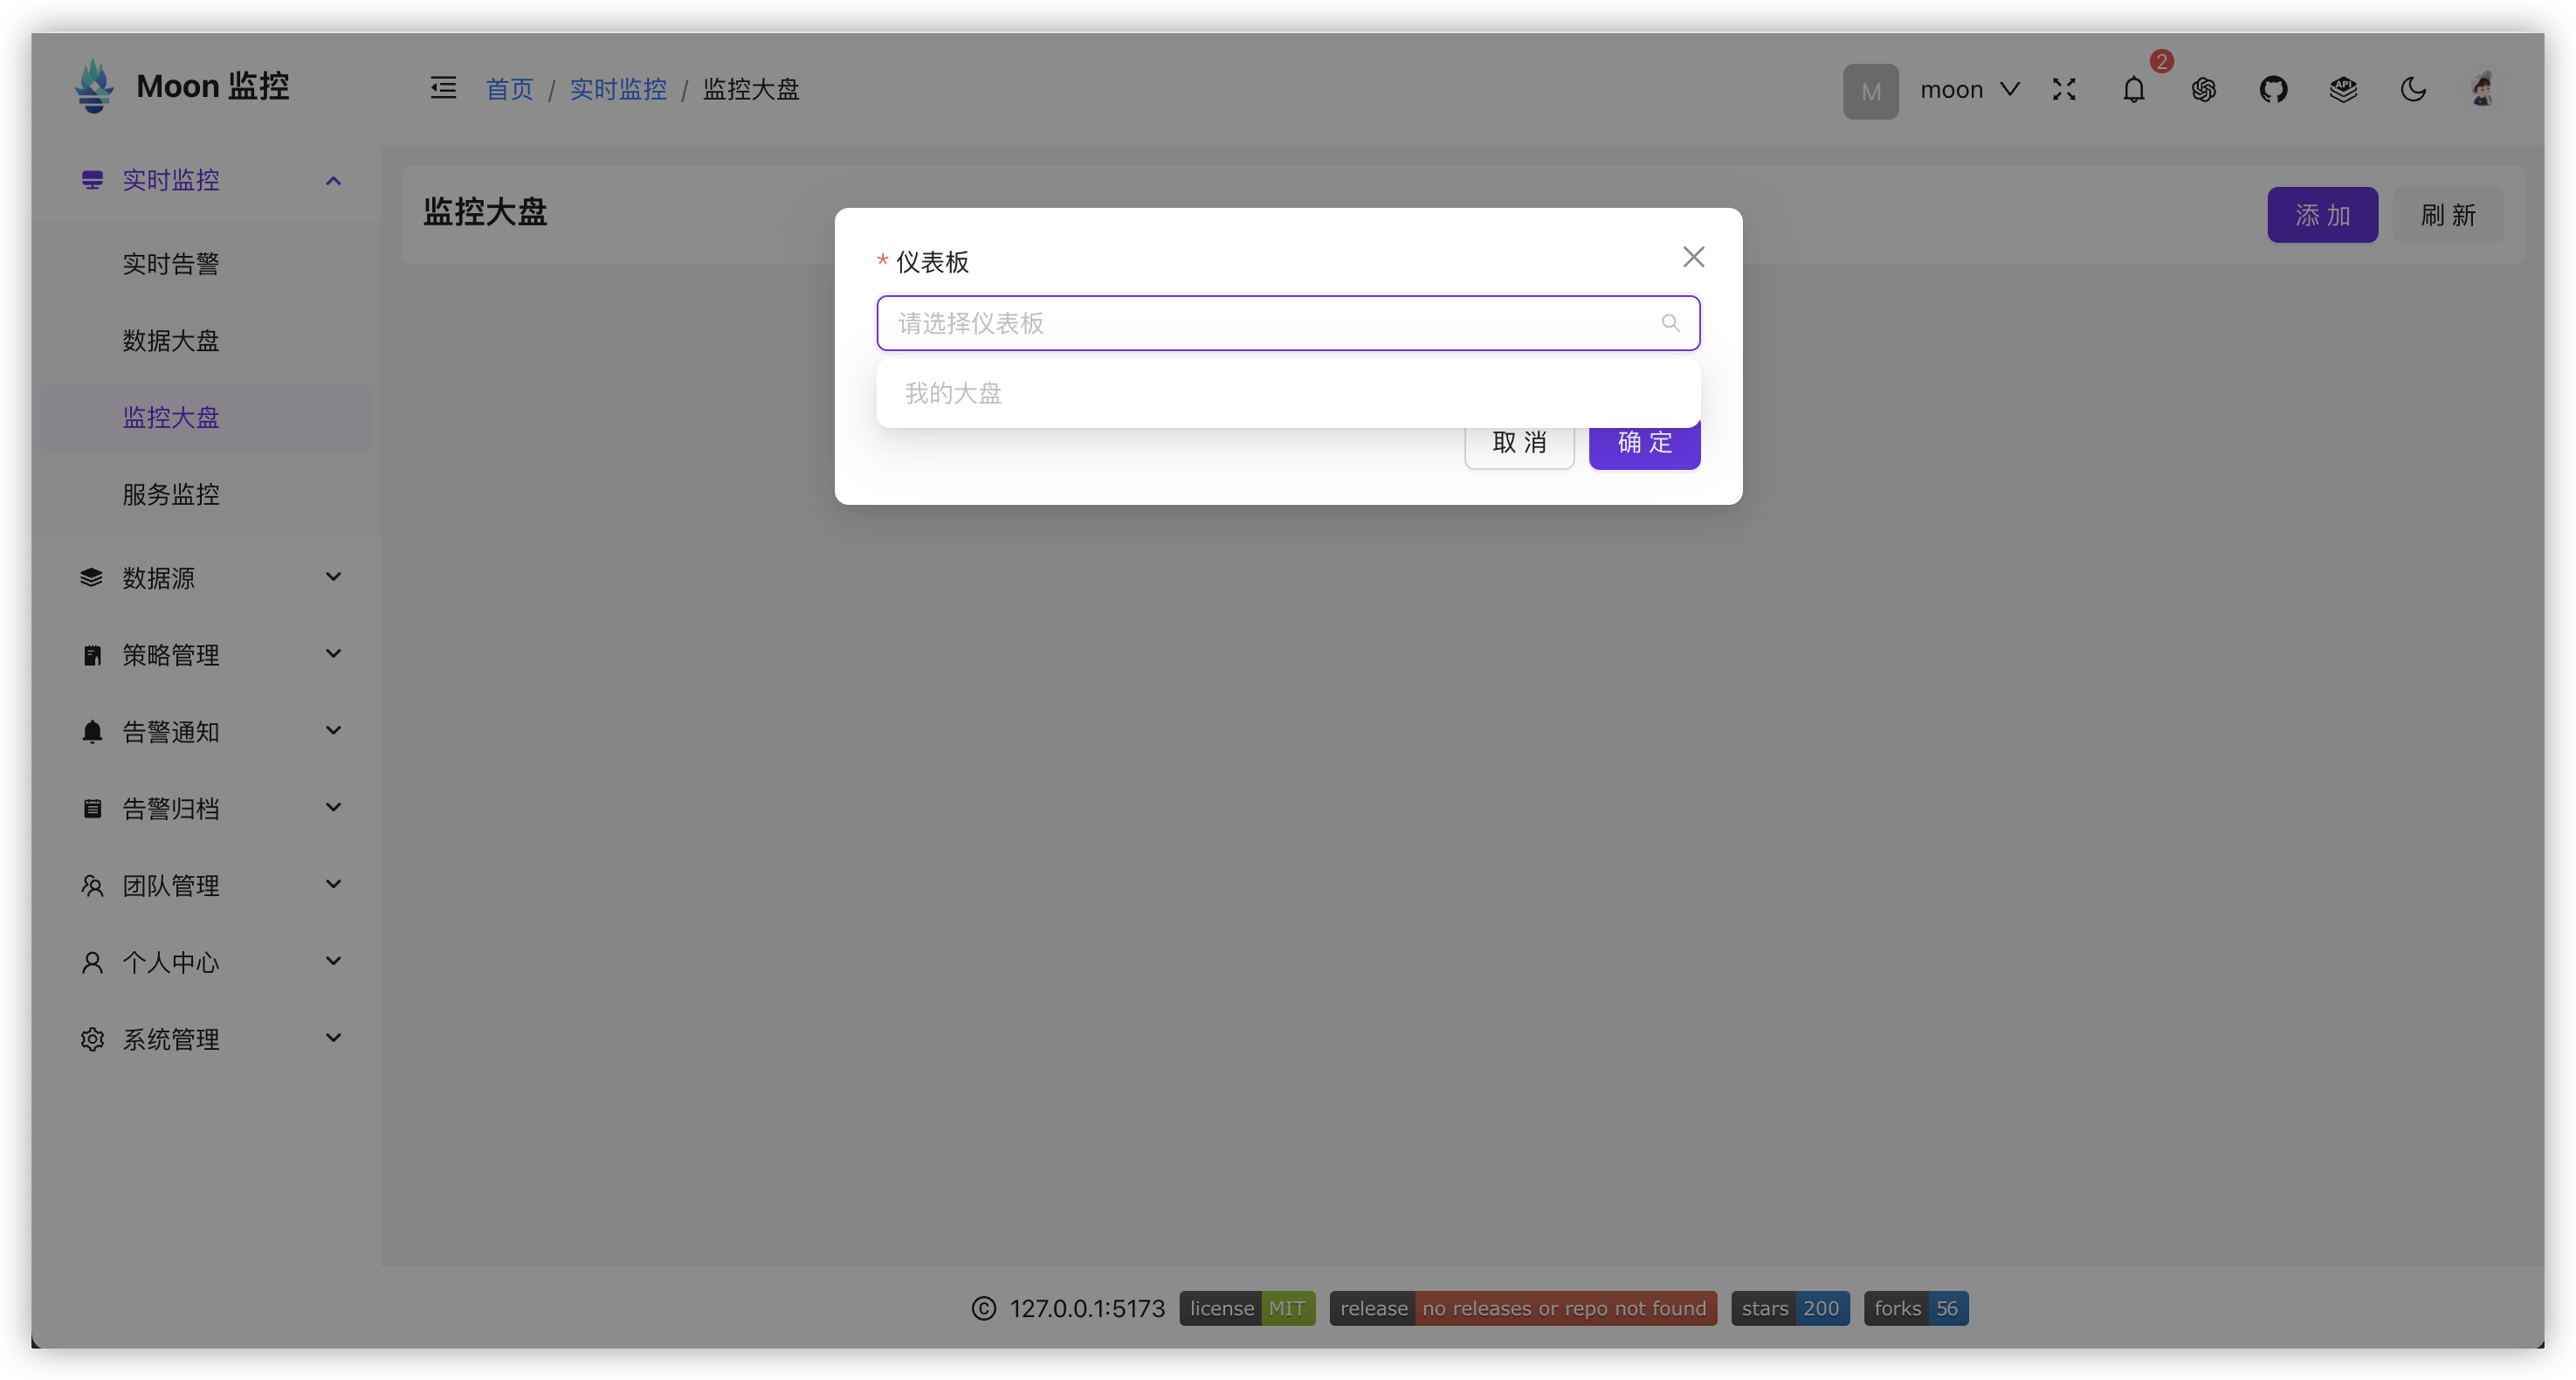 Moon 监控
首页 / 实时监控 / 监控大盘
M moon
2
实时监控
实时告警
数据大盘
监控大盘
服务监控
数据源
策略管理
告警通知
告警归档
团队管理
个人中心
系统管理
监控大盘
添加 刷新
* 仪表板
请选择仪表板
我的大盘
取消 确定
© 127.0.0.1:5173 license MIT release no releases or repo not found stars 200 forks 56